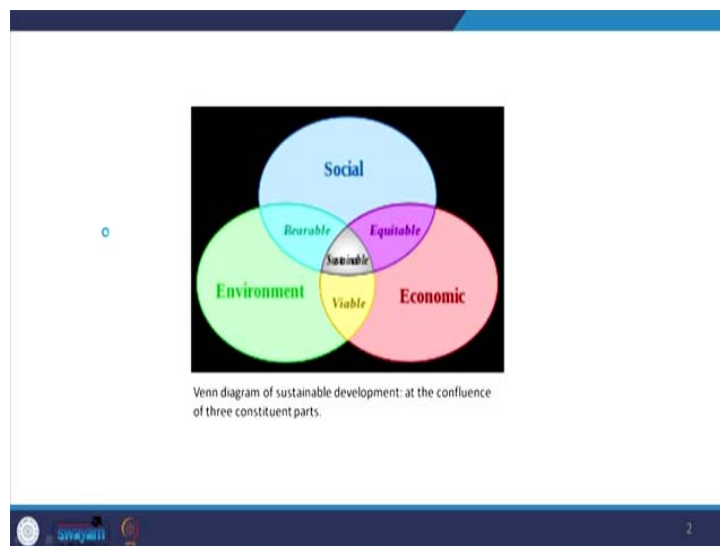 Social
Bearable
Equitable
Sustainable
Environment
Viable
Economic
Venn diagram of sustainable development: at the confluence
of three constituent parts.
swayam
2